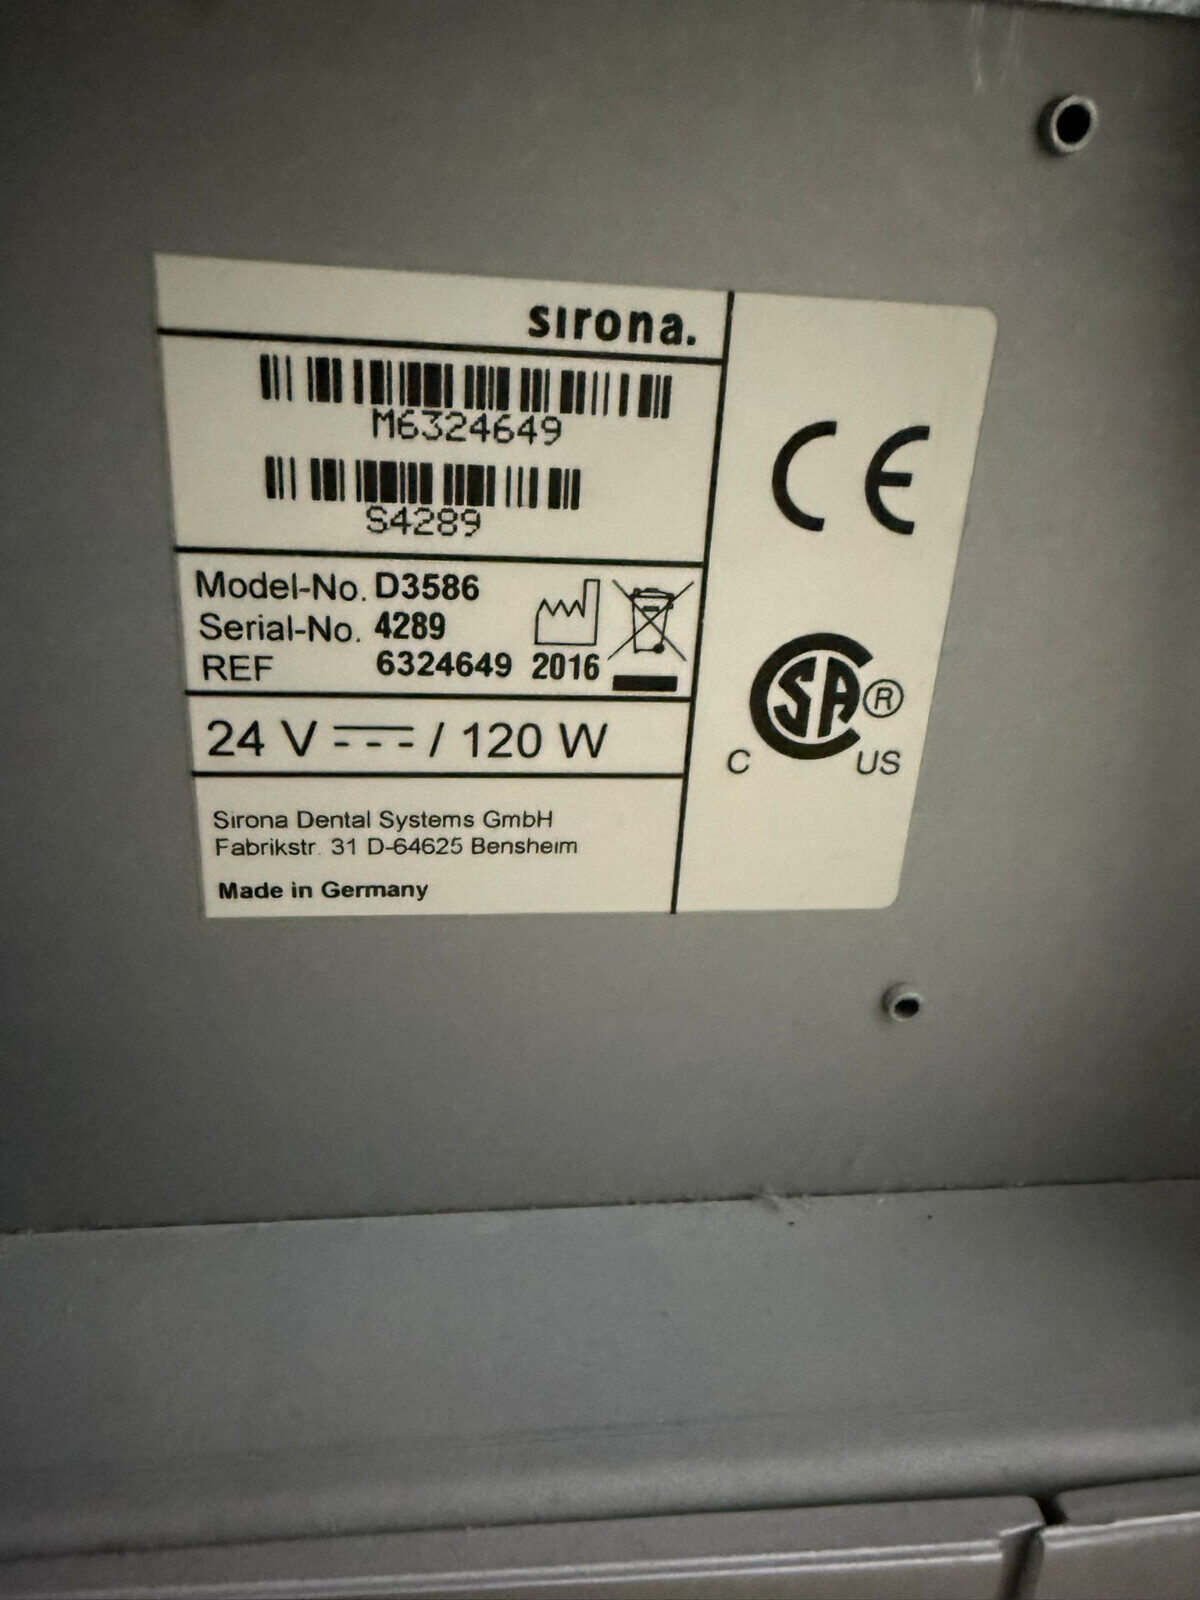 sirona.
M6324649
S4289
Model-No. D3586
Serial-No. 4289
REF 6324649 2016
24 V / 120 W
Sirona Dental Systems GmbH
Fabrikstr. 31 D-64625 Bensheim
Made in Germany
CE
CSA ®
C US